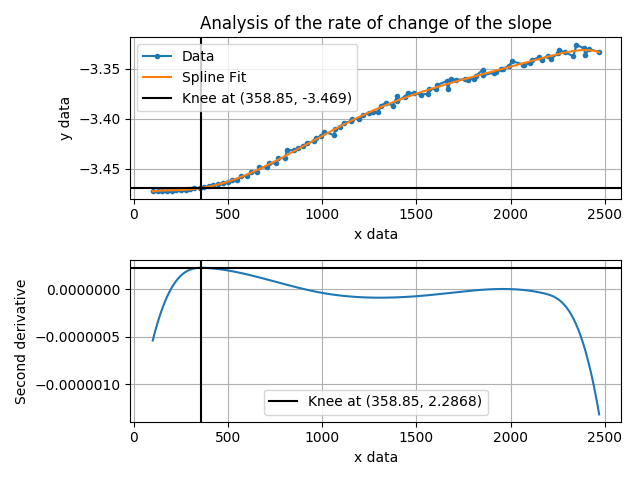 Analysis of the rate of change of the slope
Data
Spline Fit
Knee at (358.85, -3.469)
y data
−3.35
−3.40
−3.45
0 500 1000 1500 2000 2500
x data
Second derivative
0.0000000
−0.0000005
−0.0000010
Knee at (358.85, 2.2868)
0 500 1000 1500 2000 2500
x data